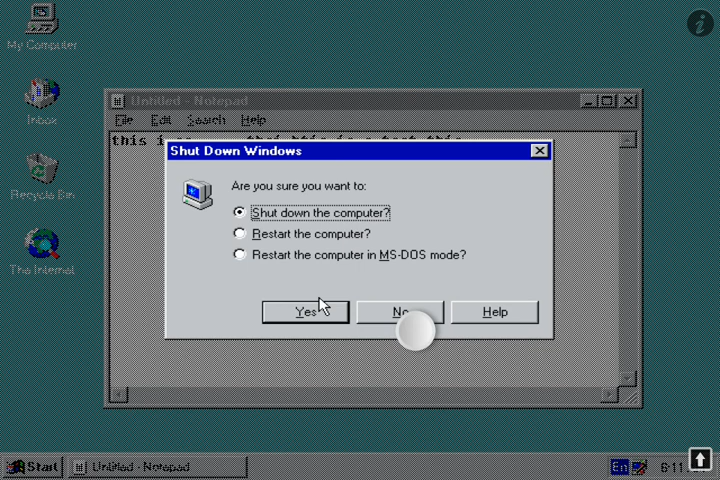 My Computer
Inbox
Recycle Bin
The Internet
Untitled - Notepad
File Edit Search Help
this
Shut Down Windows
Are you sure you want to:
Shut down the computer?
Restart the computer?
Restart the computer in MS-DOS mode?
Yes No Help
Start Untitled - Notepad En 6:11